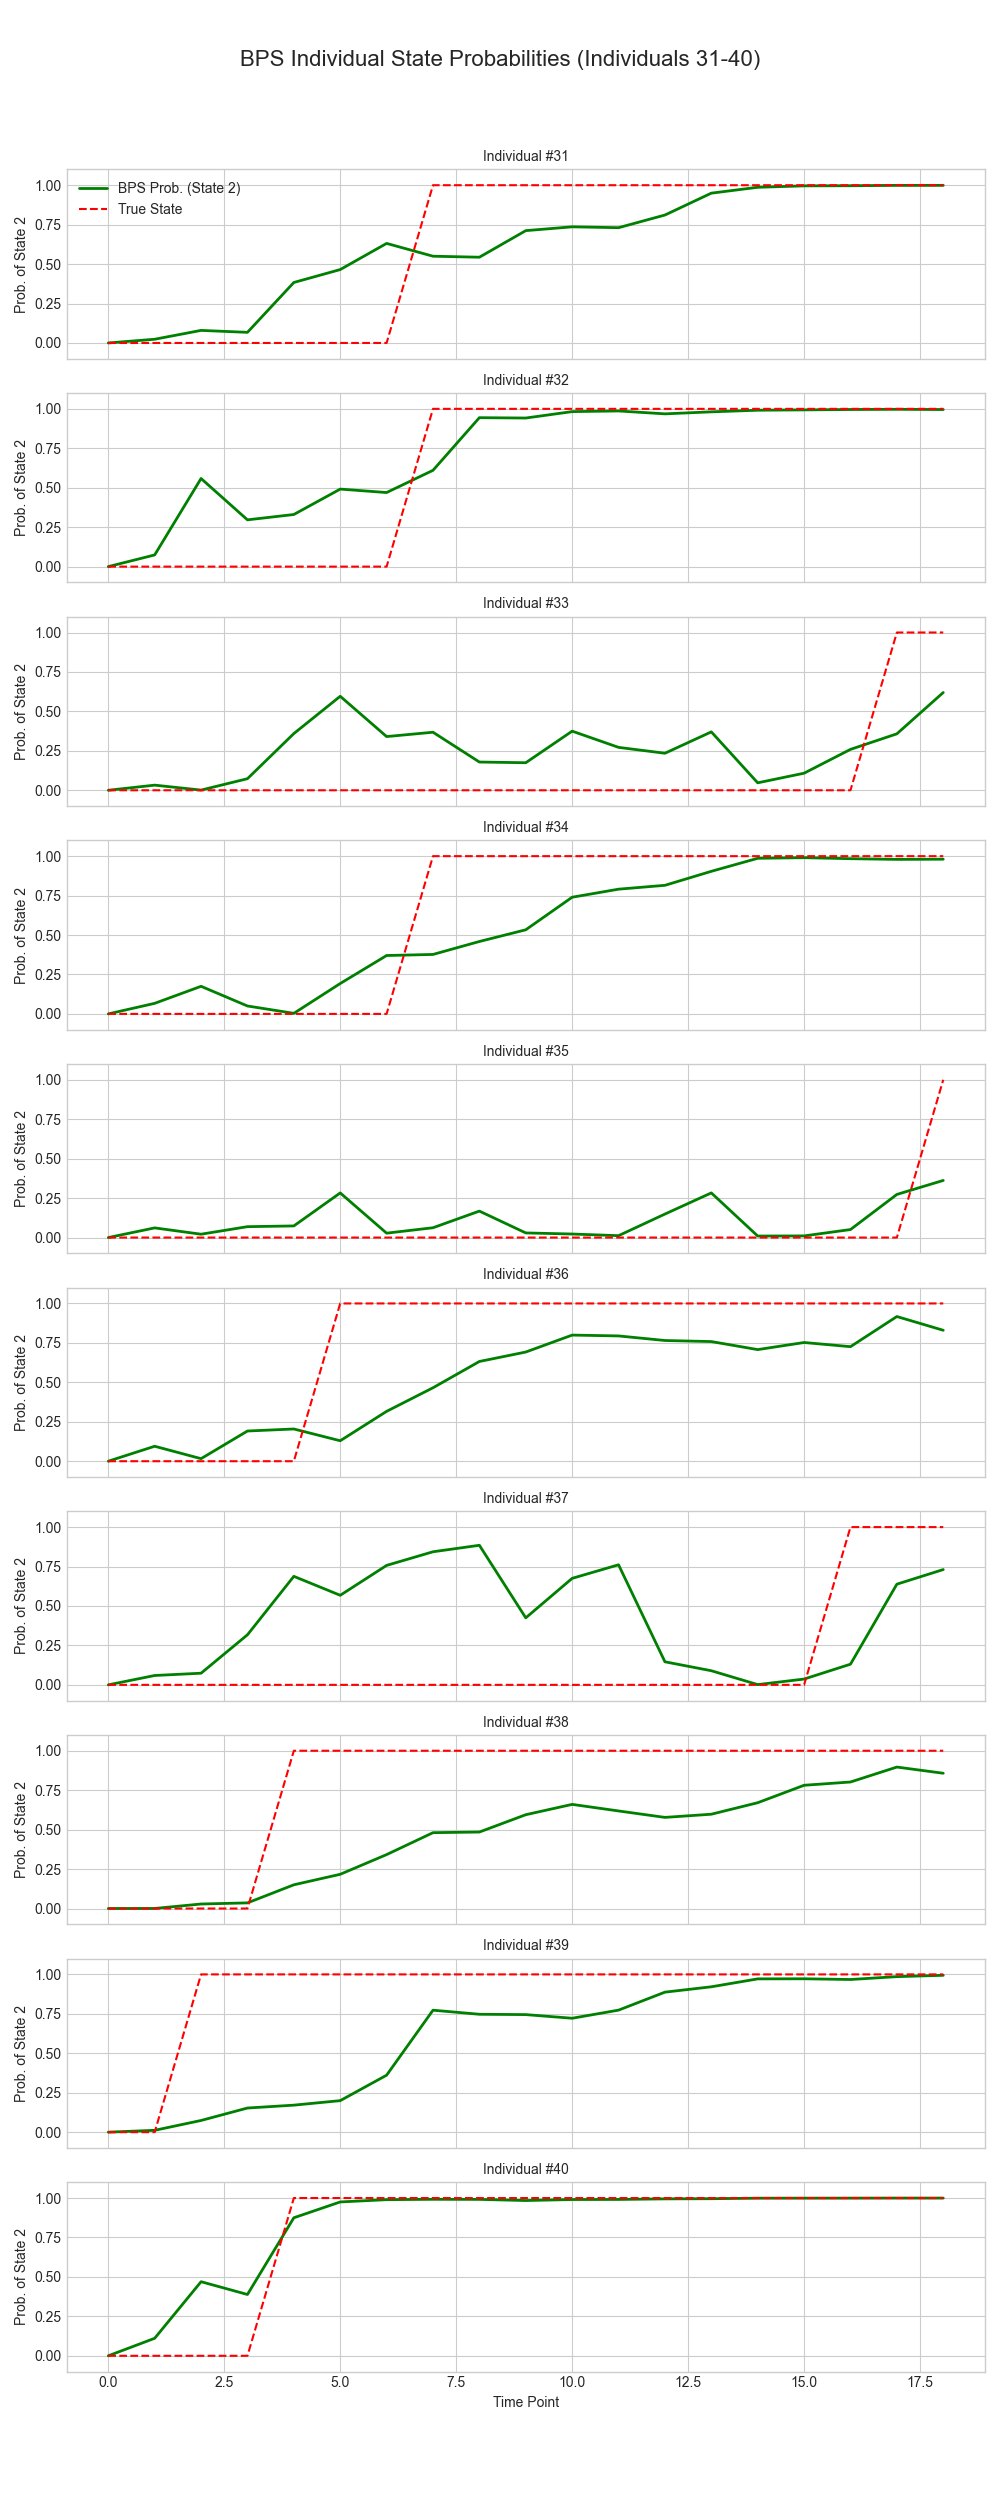 BPS Individual State Probabilities (Individuals 31-40)
Individual #31
BPS Prob. (State 2)
True State
Prob. of State 2
1.00
0.75
0.50
0.25
0.00
Individual #32
Prob. of State 2
1.00
0.75
0.50
0.25
0.00
Individual #33
Prob. of State 2
1.00
0.75
0.50
0.25
0.00
Individual #34
Prob. of State 2
1.00
0.75
0.50
0.25
0.00
Individual #35
Prob. of State 2
1.00
0.75
0.50
0.25
0.00
Individual #36
Prob. of State 2
1.00
0.75
0.50
0.25
0.00
Individual #37
Prob. of State 2
1.00
0.75
0.50
0.25
0.00
Individual #38
Prob. of State 2
1.00
0.75
0.50
0.25
0.00
Individual #39
Prob. of State 2
1.00
0.75
0.50
0.25
0.00
Individual #40
Prob. of State 2
1.00
0.75
0.50
0.25
0.00
0.0 2.5 5.0 7.5 10.0 12.5 15.0 17.5
Time Point